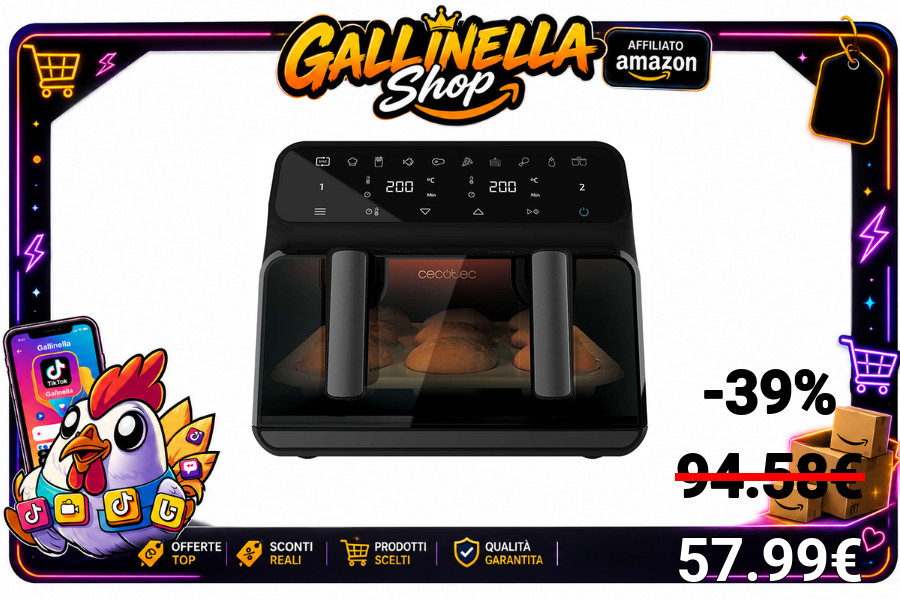 GALLINELLA
Shop
AFFILIATO
amazon
1
200
°C
Min
200
°C
Min
2
cecotec
Gallinella
TikTok
Gallinella
-39%
94.58€
57.99€
OFFERTE
TOP
SCONTI
REALI
PRODOTTI
SCELTI
QUALITÀ
GARANTITA